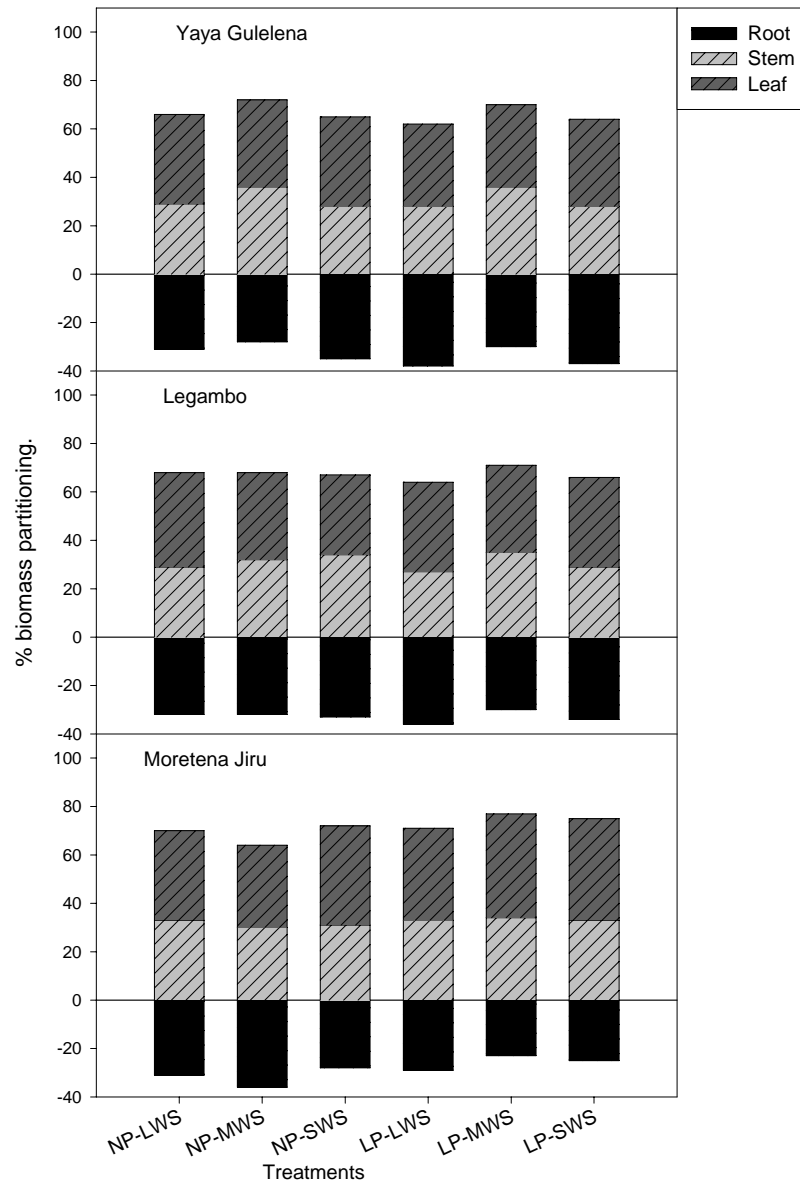 Yaya Gulelena
Root
Stem
Leaf
100
80
60
40
20
0
-20
-40
Legambo
100
80
60
40
20
0
-20
-40
Moretena Jiru
100
80
60
40
20
0
-20
-40
% biomass partitioning.
NP-LWS
NP-MWS
NP-SWS
LP-LWS
LP-MWS
LP-SWS
Treatments